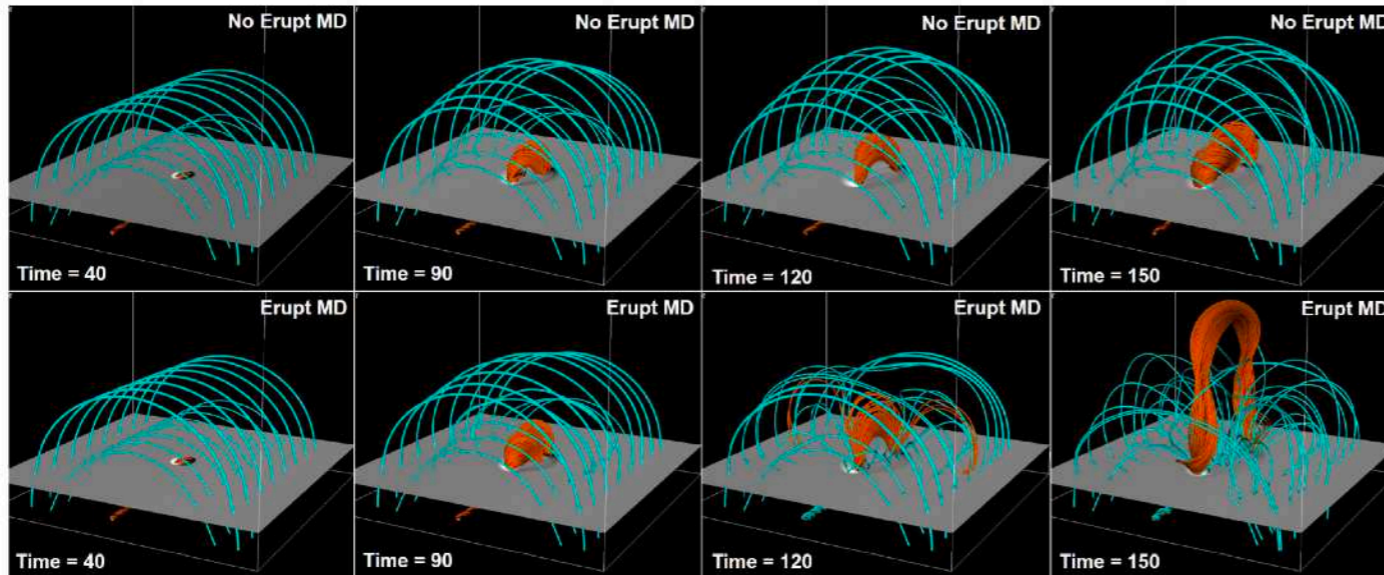 No Erupt MD
No Erupt MD
No Erupt MD
No Erupt MD
Time = 40
Time = 90
Time = 120
Time = 150
Erupt MD
Erupt MD
Erupt MD
Erupt MD
Time = 40
Time = 90
Time = 120
Time = 150